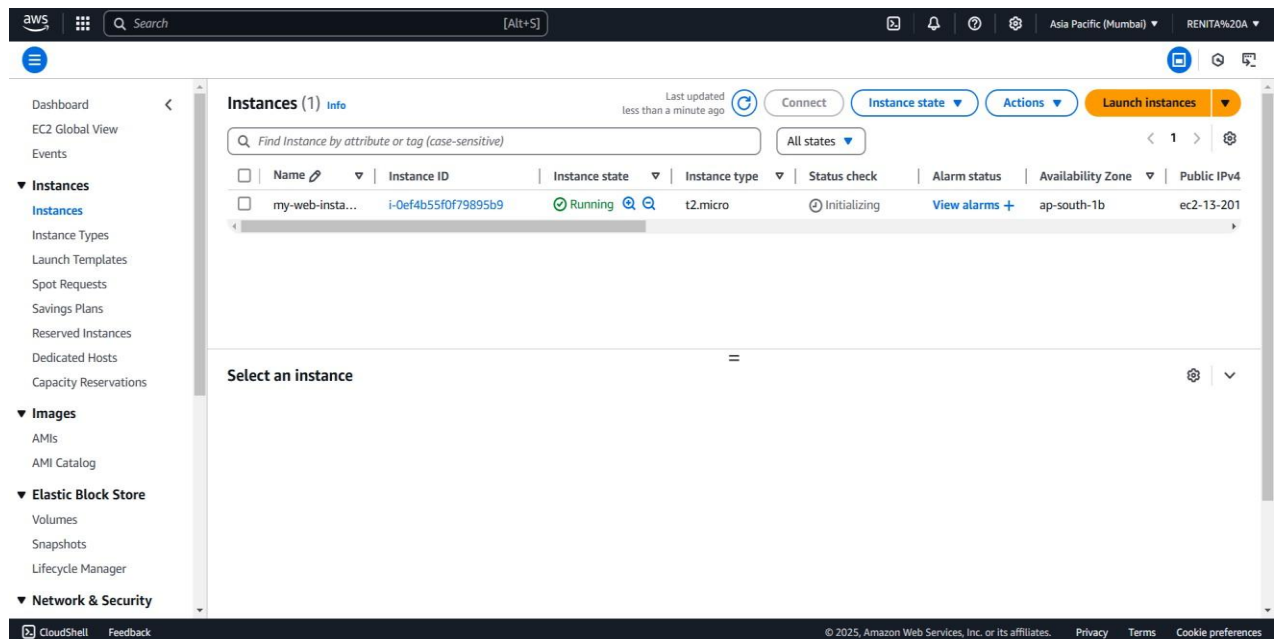 aws
Search [Alt+S]
Asia Pacific (Mumbai)
RENITA%20A
Dashboard
EC2 Global View
Events
Instances
Instances
Instance Types
Launch Templates
Spot Requests
Savings Plans
Reserved Instances
Dedicated Hosts
Capacity Reservations
Images
AMIs
AMI Catalog
Elastic Block Store
Volumes
Snapshots
Lifecycle Manager
Network & Security
Instances (1) Info
Last updated
less than a minute ago
Connect
Instance state
Actions
Launch instances
Find Instance by attribute or tag (case-sensitive)
All states
1
Name Instance ID Instance state Instance type Status check Alarm status Availability Zone Public IPv4
my-web-insta... i-0ef4b55f0f79895b9 Running t2.micro Initializing View alarms + ap-south-1b ec2-13-201
Select an instance
CloudShell Feedback © 2025, Amazon Web Services, Inc. or its affiliates. Privacy Terms Cookie preferences